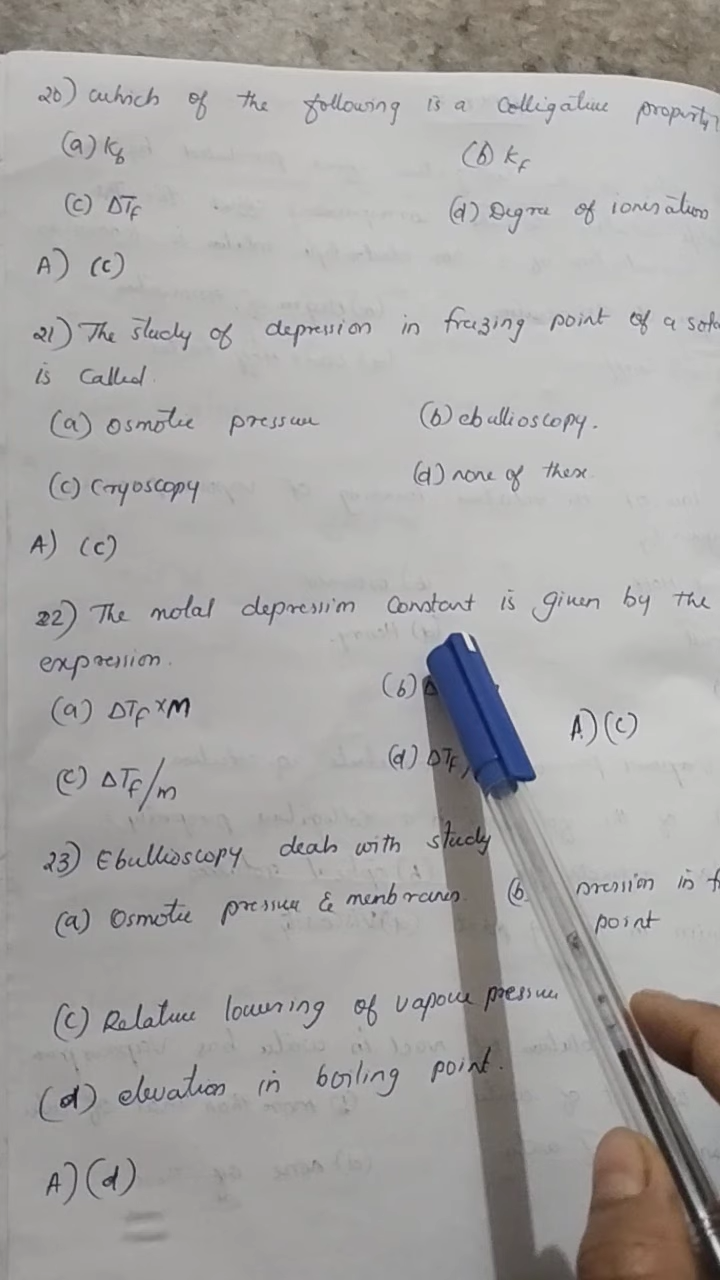 20) which of the following is a Colligative property?
(a) Kb (b) Kf
(c) ΔTf (d) Degree of ionisation
A) (c)
21) The study of depression in freezing point of a
is called.
(a) osmotic pressure (b) ebullioscopy.
(c) Cryoscopy (d) none of these.
A) (c)
22) The molal depression Constant is given by the
expression.
(a) ΔTf × M (b)
A) (c)
(c) ΔTf/m (d) ΔTf
23) Ebullioscopy deals with study
(a) Osmotic pressure & membranes. (b) in
point
(c) Relative lowering of vapour pressure
(d) elevation in boiling point.
A) (d)